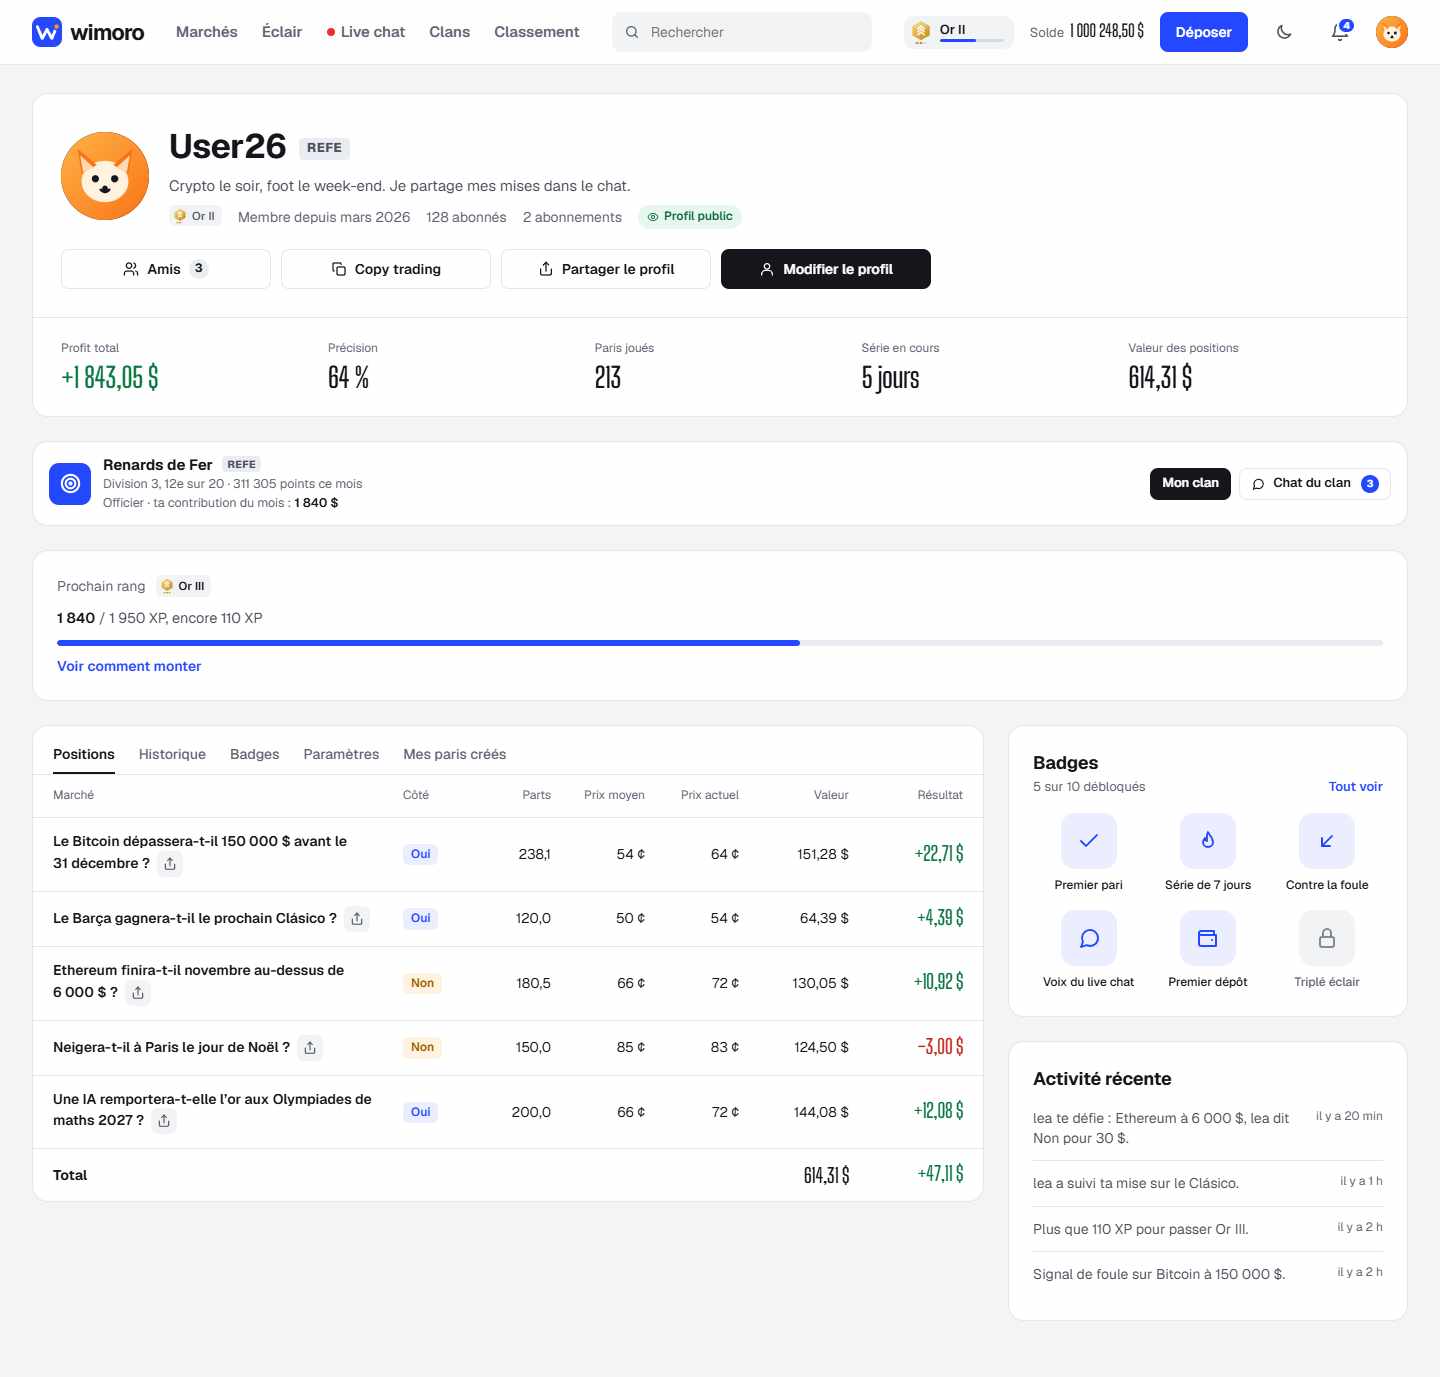 wimoro Marchés Éclair Live chat Clans Classement Rechercher Or II Solde 1 000 248,50 $ Déposer 4
User26 REFE
Crypto le soir, foot le week-end. Je partage mes mises dans le chat.
Or II Membre depuis mars 2026 128 abonnés 2 abonnements Profil public
Amis 3 Copy trading Partager le profil Modifier le profil
Profit total Précision Paris joués Série en cours Valeur des positions
+1 843,05 $ 64 % 213 5 jours 614,31 $
Renards de Fer REFE
Division 3, 12e sur 20 · 311 305 points ce mois
Officier · ta contribution du mois : 1 840 $
Mon clan Chat du clan 3
Prochain rang Or III
1 840 / 1 950 XP, encore 110 XP
Voir comment monter
Positions Historique Badges Paramètres Mes paris créés
Marché Côté Parts Prix moyen Prix actuel Valeur Résultat
Le Bitcoin dépassera-t-il 150 000 $ avant le
31 décembre ? Oui 238,1 54 ¢ 64 ¢ 151,28 $ +22,71 $
Le Barça gagnera-t-il le prochain Clásico ? Oui 120,0 50 ¢ 54 ¢ 64,39 $ +4,39 $
Ethereum finira-t-il novembre au-dessus de
6 000 $ ? Non 180,5 66 ¢ 72 ¢ 130,05 $ +10,92 $
Neigera-t-il à Paris le jour de Noël ? Non 150,0 85 ¢ 83 ¢ 124,50 $ −3,00 $
Une IA remportera-t-elle l’or aux Olympiades de
maths 2027 ? Oui 200,0 66 ¢ 72 ¢ 144,08 $ +12,08 $
Total 614,31 $ +47,11 $
Badges
5 sur 10 débloqués Tout voir
Premier pari Série de 7 jours Contre la foule
Voix du live chat Premier dépôt Triplé éclair
Activité récente
lea te défie : Ethereum à 6 000 $, lea dit il y a 20 min
Non pour 30 $.
lea a suivi ta mise sur le Clásico. il y a 1 h
Plus que 110 XP pour passer Or III. il y a 2 h
Signal de foule sur Bitcoin à 150 000 $. il y a 2 h